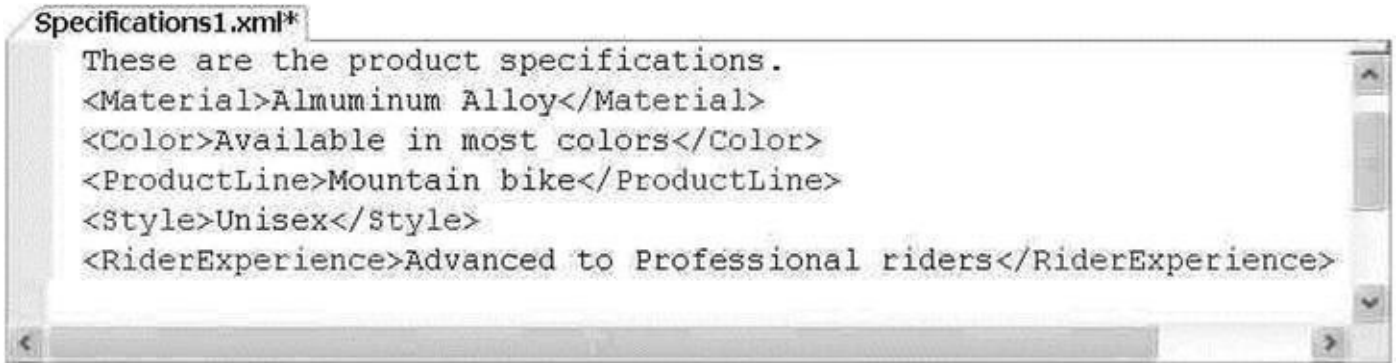 Specifications1.xml*
These are the product specifications.
<Material>Almuminum Alloy</Material>
<Color>Available in most colors</Color>
<ProductLine>Mountain bike</ProductLine>
<Style>Unisex</Style>
<RiderExperience>Advanced to Professional riders</RiderExperience>